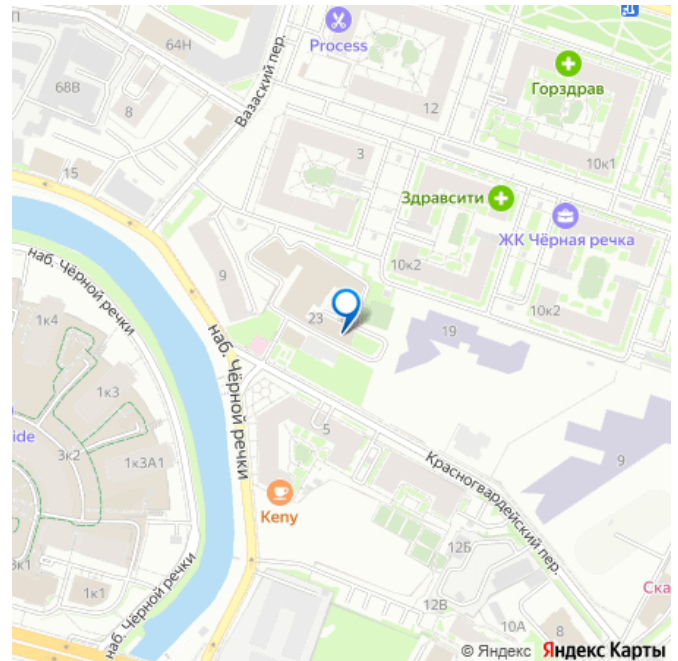 П
64Н
Process
Горздрав
68В
8
Вазаский пер.
12
3
10к1
15
Здравсити
ЖК Чёрная речка
наб. Чёрной речки
9
10к2
10к2
1к4
23
19
наб. Чёрной речки
1к3
ide
3к2
1к3А1
5
Красногвардейский пер.
9
Keny
12Б
3к1
1к1
наб. Чёрной речки
12В
10А
8
Ска
© Яндекс Яндекс Карты